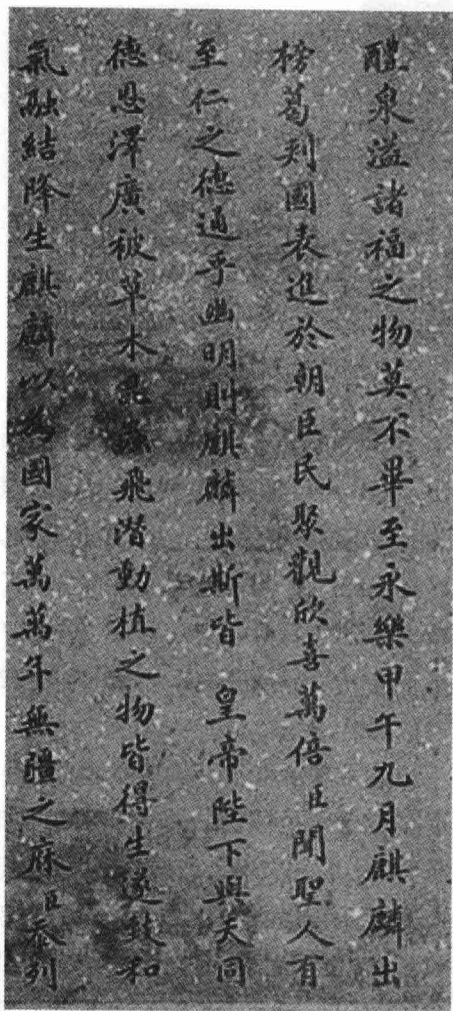 醴泉溢諸福之物莫不畢至永樂甲午九月麒麟出
榜葛刺國表進於朝臣民聚觀欣喜萬倍臣聞聖人有
至仁之德通乎幽明則麒麟出斯皆 皇帝陛下與天同
德恩澤廣被草木昆蟲飛潛動植之物皆得生遂故和
氣融結降生麒麟以為國家萬萬年無疆之庥臣忝列